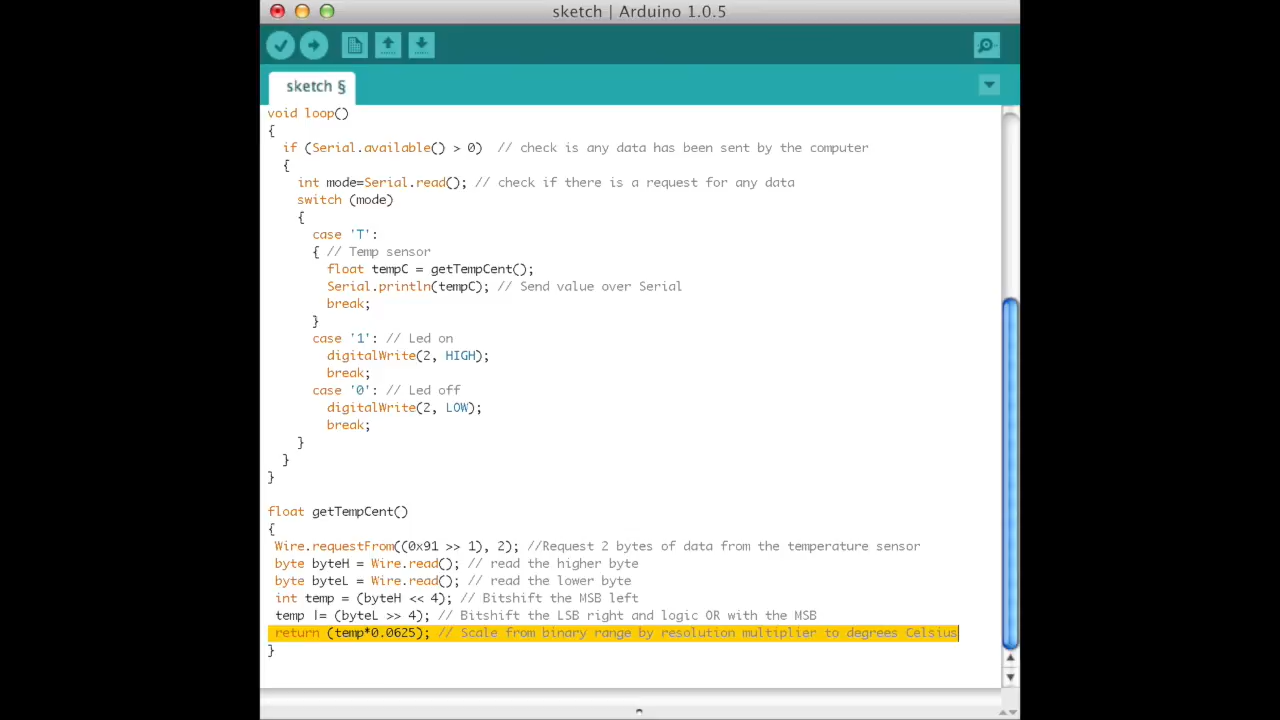 sketch | Arduino 1.0.5
sketch §
void loop()
{
if (Serial.available() > 0) // check is any data has been sent by the computer
{
int mode=Serial.read(); // check if there is a request for any data
switch (mode)
{
case 'T':
{ // Temp sensor
float tempC = getTempCent();
Serial.println(tempC); // Send value over Serial
break;
}
case '1': // Led on
digitalWrite(2, HIGH);
break;
case '0': // Led off
digitalWrite(2, LOW);
break;
}
}
}
float getTempCent()
{
Wire.requestFrom((0x91 >> 1), 2); //Request 2 bytes of data from the temperature sensor
byte byteH = Wire.read(); // read the higher byte
byte byteL = Wire.read(); // read the lower byte
int temp = (byteH << 4); // Bitshift the MSB left
temp |= (byteL >> 4); // Bitshift the LSB right and logic OR with the MSB
return (temp*0.0625); // Scale from binary range by resolution multiplier to degrees Celsius
}